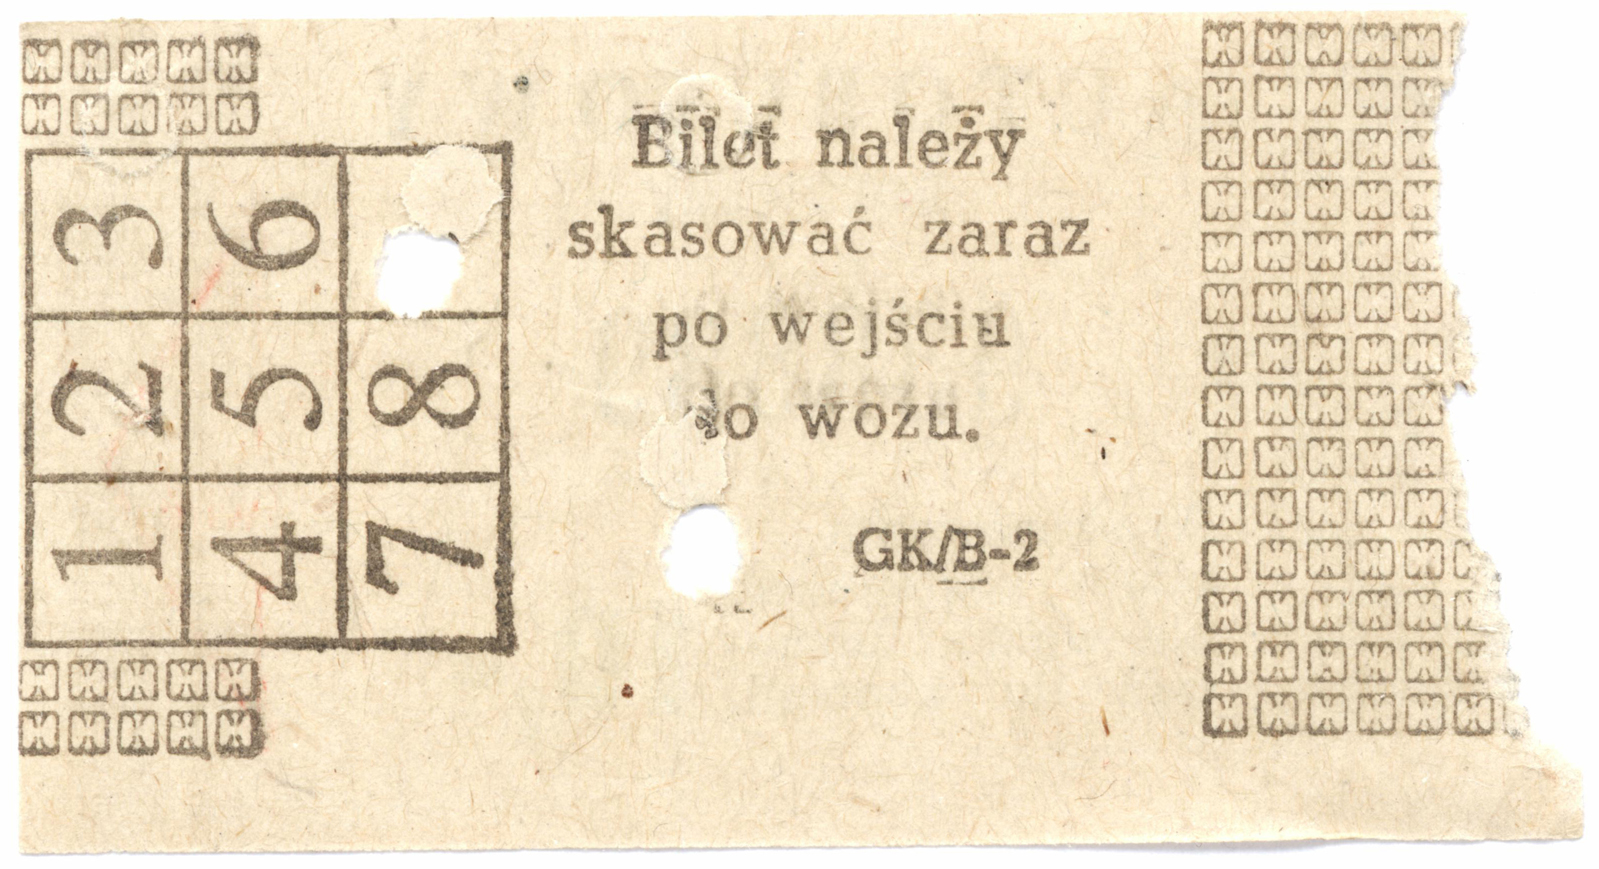 3 6
2 5 8
1 4 7
Bilet należy
skasować zaraz
po wejściu
do wozu.
GK/B-2